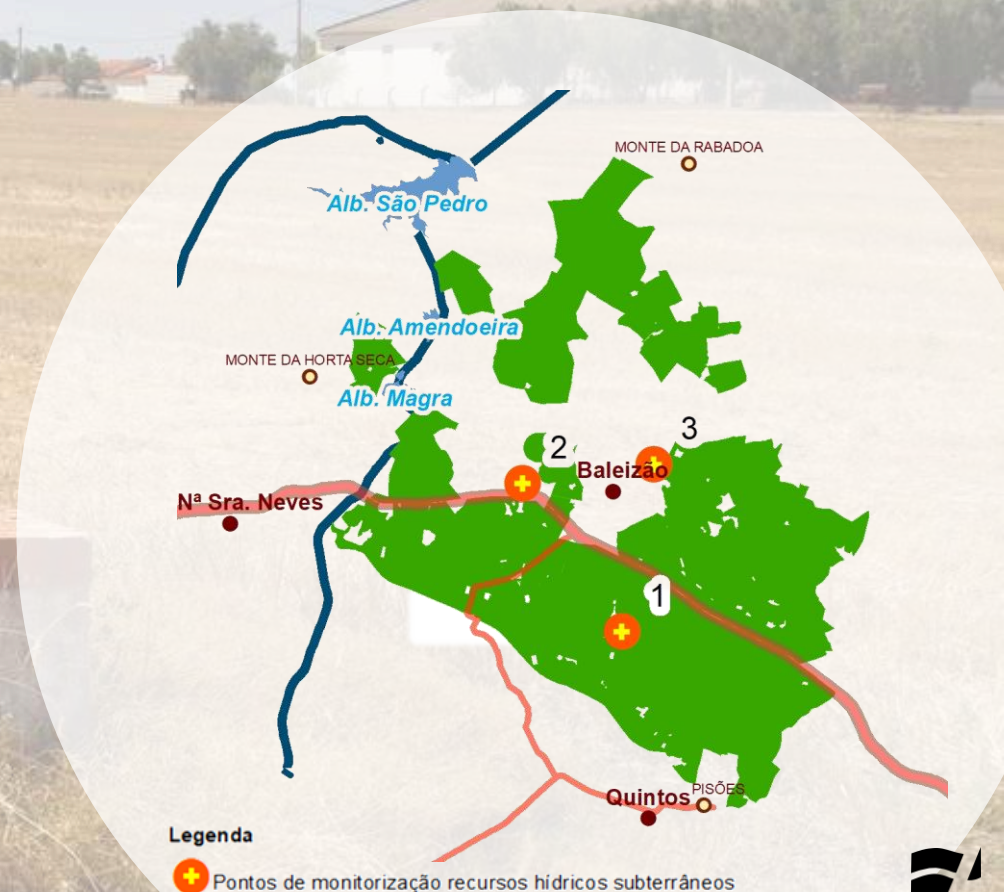 MONTE DA RABADOA
Alb. São Pedro
Alb. Amendoeira
MONTE DA HORTA SECA
Alb. Magra
3
2
Baleizão
Nª Sra. Neves
1
Quintos
PISÕES
Legenda
Pontos de monitorização recursos hídricos subterrâneos